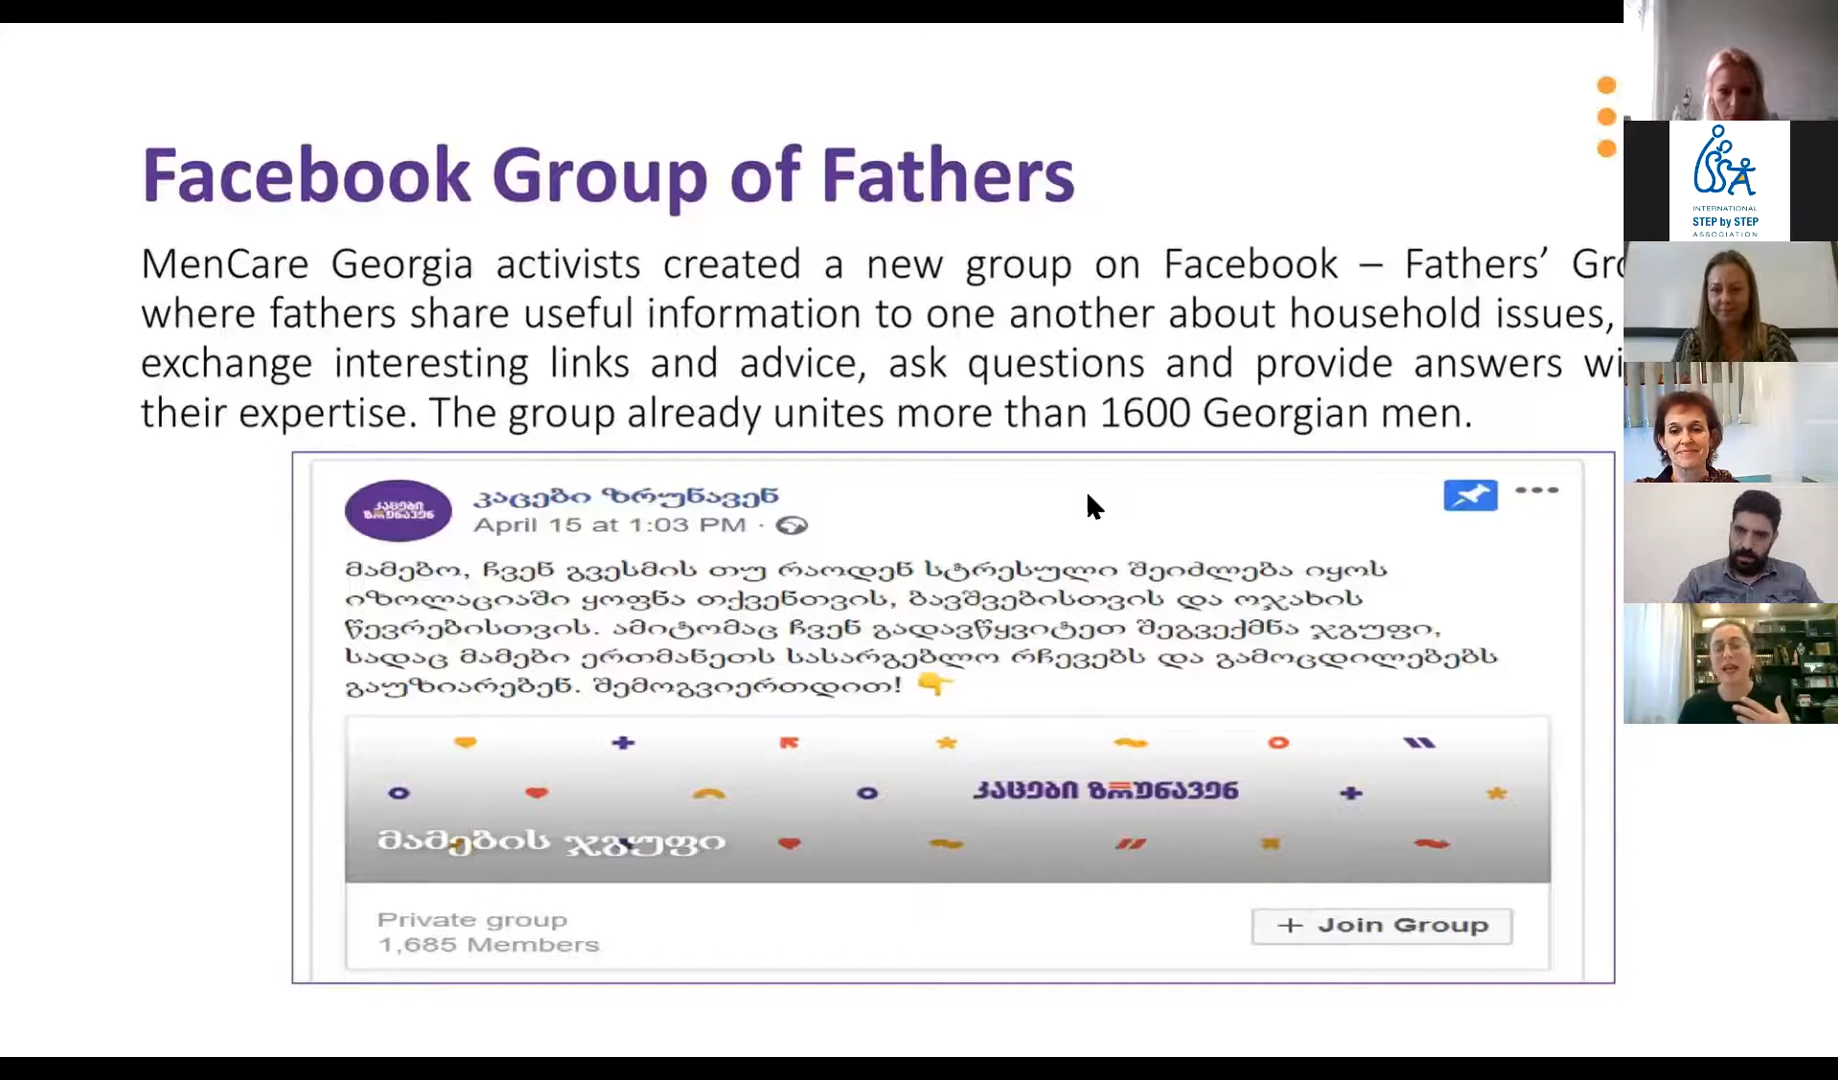 Facebook Group of Fathers
MenCare Georgia activists created a new group on Facebook – Fathers’
where fathers share useful information to one another about household issues,
exchange interesting links and advice, ask questions and provide answers
their expertise. The group already unites more than 1600 Georgian men.
კაცები ზრუნავენ
კაცები ზრუნავენ
April 15 at 1:03 PM ·
მამებო, ჩვენ გვესმის თუ რაოდენ სტრესული შეიძლება იყოს
იზოლაციაში ყოფნა თქვენთვის, ბავშვებისთვის და ოჯახის
წევრებისთვის. ამიტომაც ჩვენ გადავწყვიტეთ შეგვექმნა ჯგუფი,
სადაც მამები ერთმანეთს სასარგებლო რჩევებს და გამოცდილებებს
გაუზიარებენ. შემოგვიერთდით!
კაცები ზრუნავენ
მამების ჯგუფი
Private group
1,685 Members
+ Join Group
INTERNATIONAL
STEP by STEP
ASSOCIATION